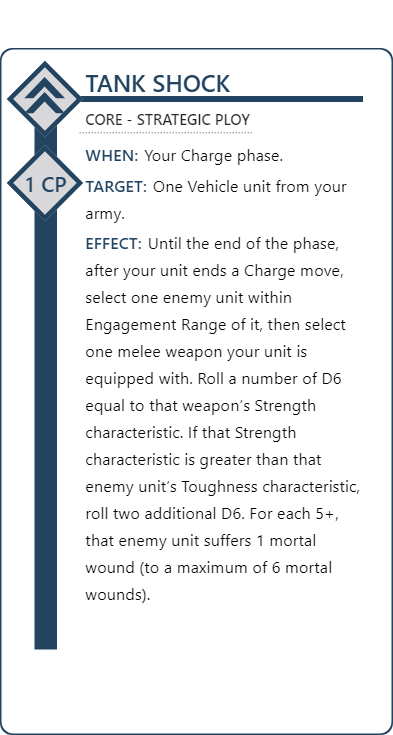 TANK SHOCK
CORE - STRATEGIC PLOY
WHEN: Your Charge phase.
1 CP
TARGET: One Vehicle unit from your
army.
EFFECT: Until the end of the phase,
after your unit ends a Charge move,
select one enemy unit within
Engagement Range of it, then select
one melee weapon your unit is
equipped with. Roll a number of D6
equal to that weapon's Strength
characteristic. If that Strength
characteristic is greater than that
enemy unit's Toughness characteristic,
roll two additional D6. For each 5+,
that enemy unit suffers 1 mortal
wound (to a maximum of 6 mortal
wounds).